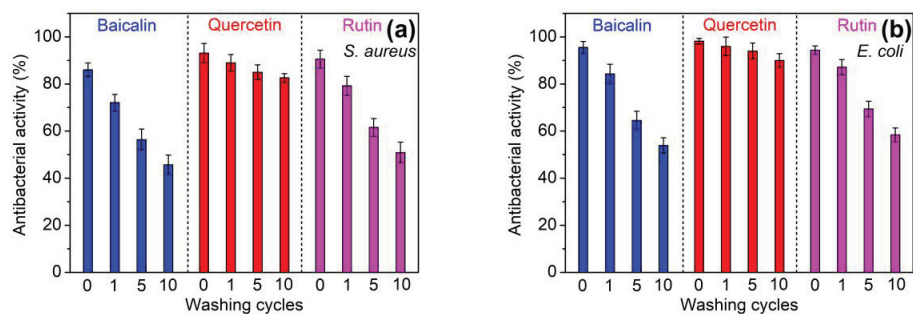 Baicalin Quercetin Rutin (a)
S. aureus
100
80
60
40
20
0
Antibacterial activity (%)
0 1 5 10 0 1 5 10 0 1 5 10
Washing cycles
Baicalin Quercetin Rutin (b)
E. coli
100
80
60
40
20
0
Antibacterial activity (%)
0 1 5 10 0 1 5 10 0 1 5 10
Washing cycles